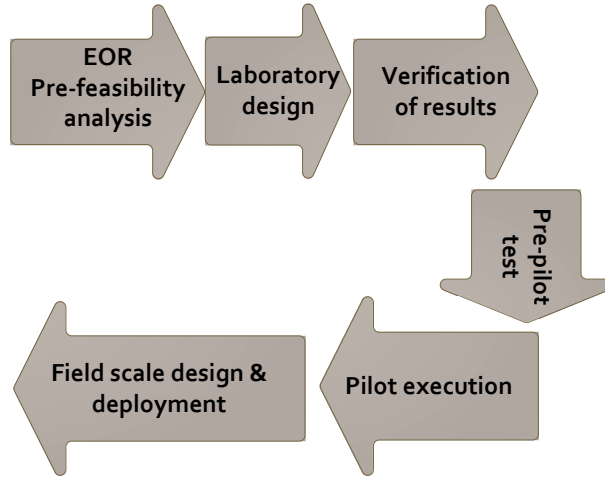 EOR
Pre-feasibility
analysis
Laboratory
design
Verification
of results
Pre-pilot
test
Pilot execution
Field scale design &
deployment